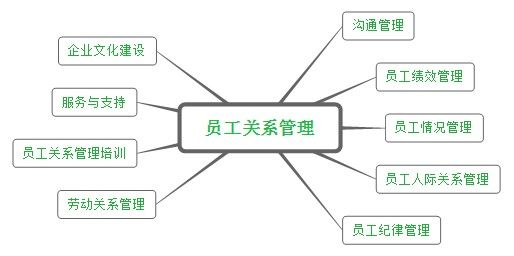 沟通管理
企业文化建设
员工绩效管理
服务与支持
员工关系管理
员工情况管理
员工关系管理培训
员工人际关系管理
劳动关系管理
员工纪律管理